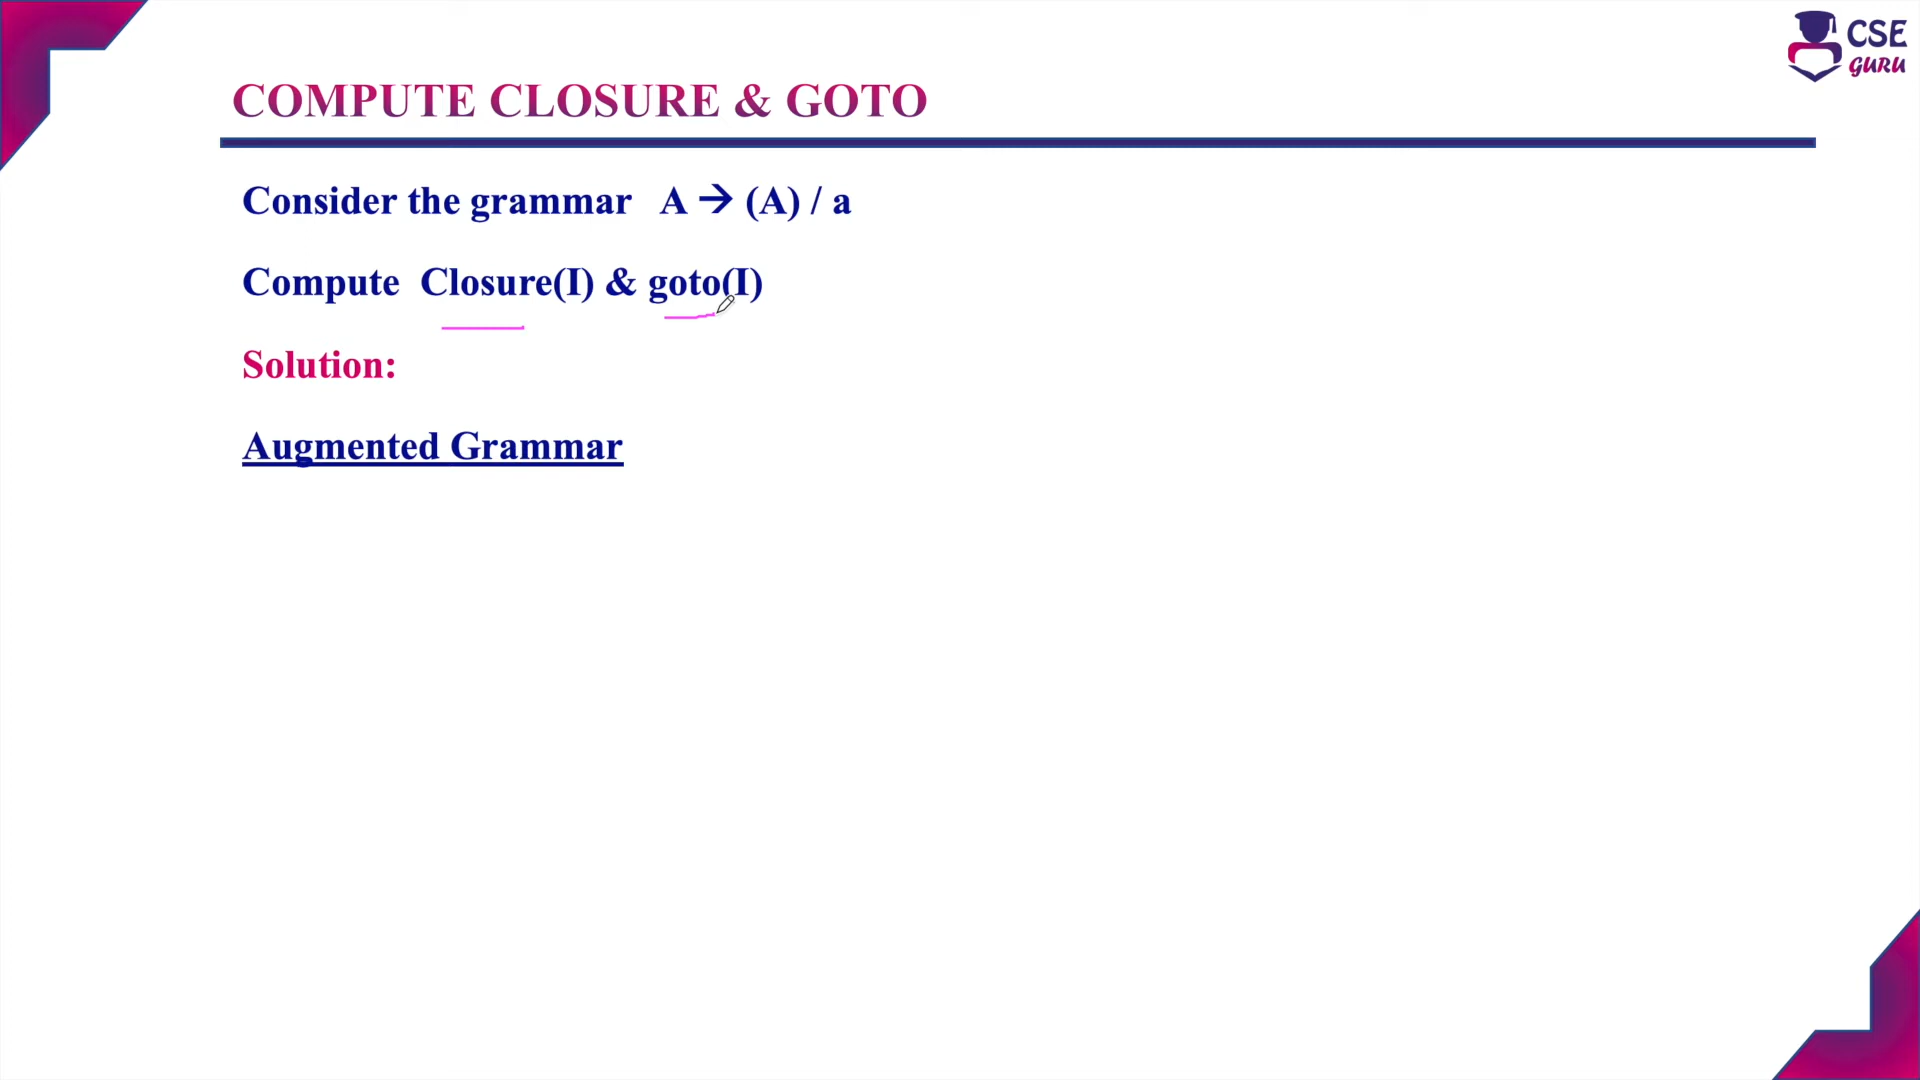 CSE
GURU
COMPUTE CLOSURE & GOTO
Consider the grammar A → (A) / a
Compute Closure(I) & goto(I)
Solution:
Augmented Grammar